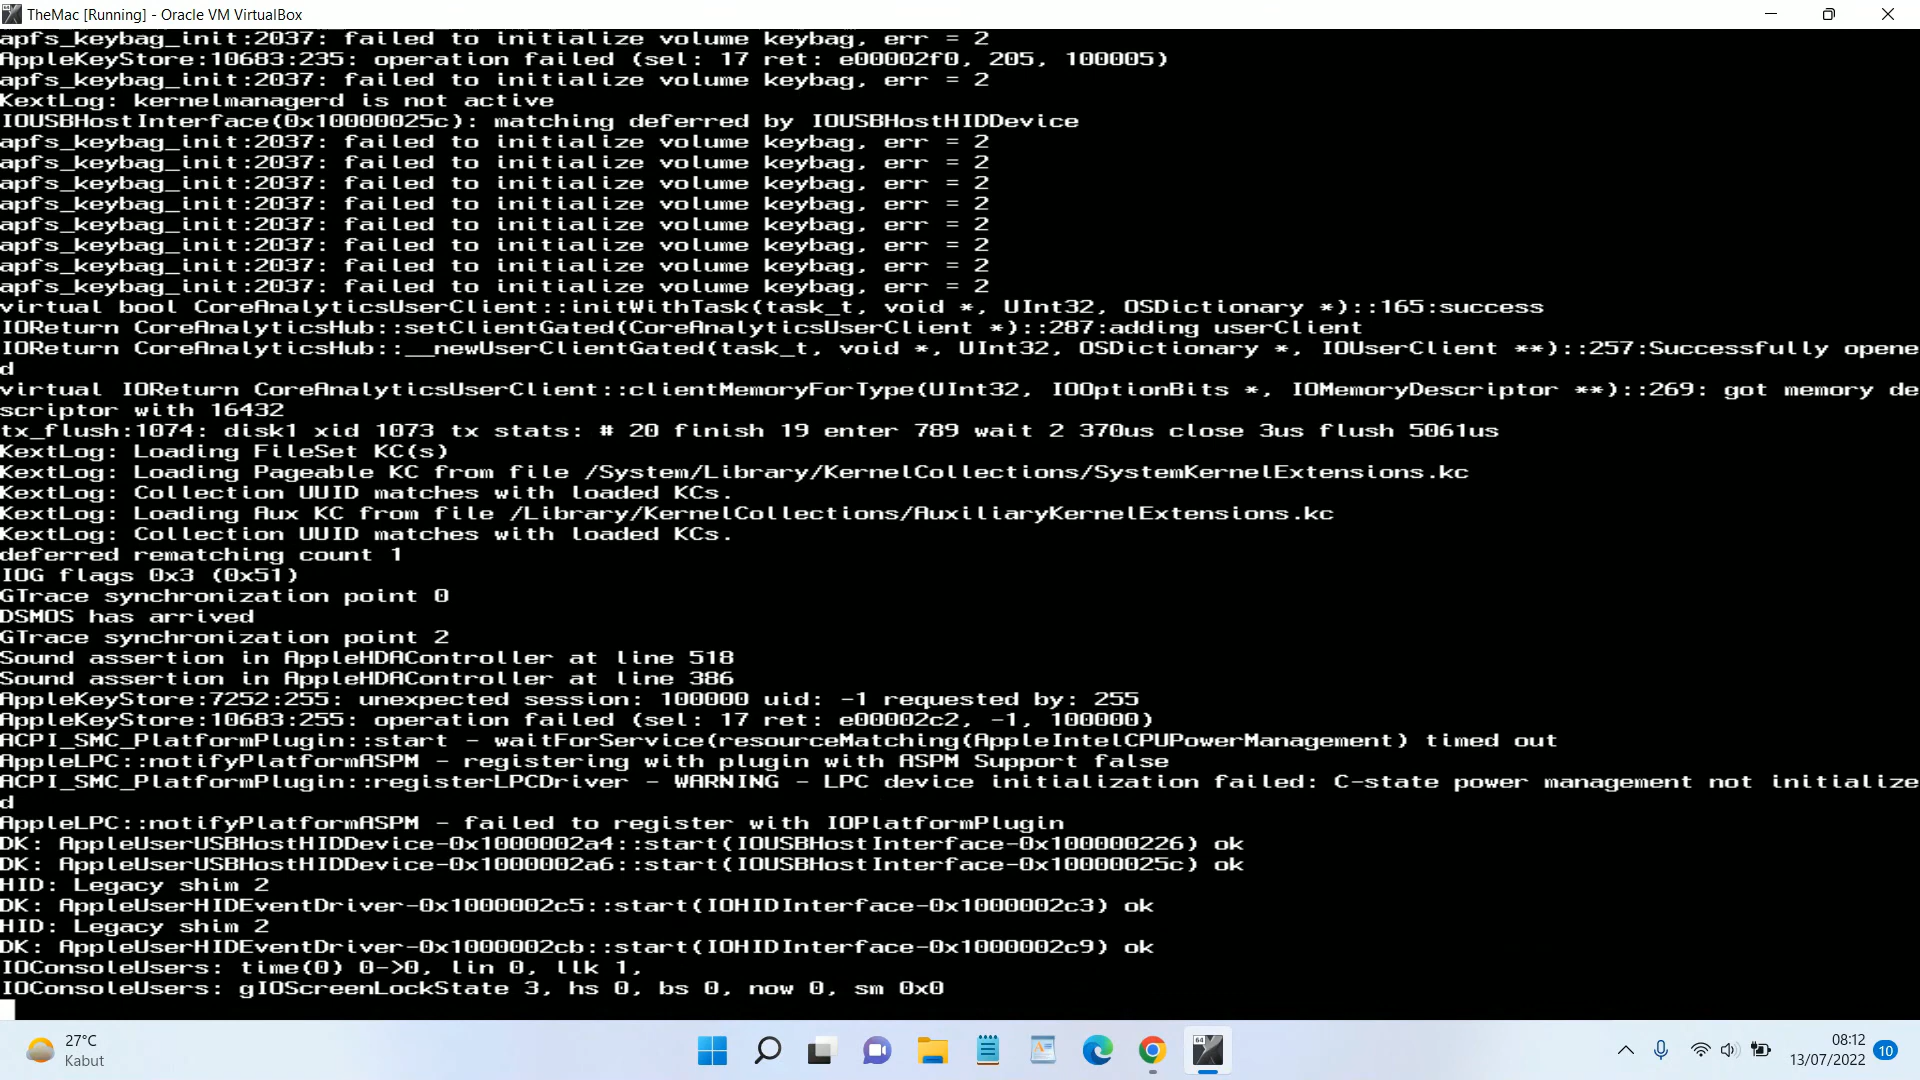 TheMac [Running] - Oracle VM VirtualBox
apfs_keybag_init:2037: failed to initialize volume keybag, err = 2
AppleKeyStore:10683:235: operation failed (sel: 17 ret: e00002f0, 205, 100005)
apfs_keybag_init:2037: failed to initialize volume keybag, err = 2
KextLog: kernelmanagerd is not active
IOUSBHostInterface(0x10000025c): matching deferred by IOUSBHostHIDDevice
apfs_keybag_init:2037: failed to initialize volume keybag, err = 2
apfs_keybag_init:2037: failed to initialize volume keybag, err = 2
apfs_keybag_init:2037: failed to initialize volume keybag, err = 2
apfs_keybag_init:2037: failed to initialize volume keybag, err = 2
apfs_keybag_init:2037: failed to initialize volume keybag, err = 2
apfs_keybag_init:2037: failed to initialize volume keybag, err = 2
apfs_keybag_init:2037: failed to initialize volume keybag, err = 2
apfs_keybag_init:2037: failed to initialize volume keybag, err = 2
virtual bool CoreAnalyticsUserClient::initWithTask(task_t, void *, UInt32, OSDictionary *)::165:success
IOReturn CoreAnalyticsHub::setClientGated(CoreAnalyticsUserClient *)::287:adding userClient
IOReturn CoreAnalyticsHub::__newUserClientGated(task_t, void *, UInt32, OSDictionary *, IOUserClient **)::257:Successfully opene
d
virtual IOReturn CoreAnalyticsUserClient::clientMemoryForType(UInt32, IOOptionBits *, IOMemoryDescriptor **)::269: got memory de
scriptor with 16432
tx_flush:1074: disk1 xid 1073 tx stats: # 20 finish 19 enter 789 wait 2 370us close 3us flush 5061us
KextLog: Loading FileSet KC(s)
KextLog: Loading Pageable KC from file /System/Library/KernelCollections/SystemKernelExtensions.kc
KextLog: Collection UUID matches with loaded KCs.
KextLog: Loading Aux KC from file /Library/KernelCollections/AuxiliaryKernelExtensions.kc
KextLog: Collection UUID matches with loaded KCs.
deferred rematching count 1
IOG flags 0x3 (0x51)
GTrace synchronization point 0
DSMOS has arrived
GTrace synchronization point 2
Sound assertion in AppleHDAController at line 518
Sound assertion in AppleHDAController at line 386
AppleKeyStore:7252:255: unexpected session: 100000 uid: -1 requested by: 255
AppleKeyStore:10683:255: operation failed (sel: 17 ret: e00002c2, -1, 100000)
ACPI_SMC_PlatformPlugin::start - waitForService(resourceMatching(AppleIntelCPUPowerManagement) timed out
AppleLPC::notifyPlatformASPM - registering with plugin with ASPM Support false
ACPI_SMC_PlatformPlugin::registerLPCDriver - WARNING - LPC device initialization failed: C-state power management not initialize
d
AppleLPC::notifyPlatformASPM - failed to register with IOPlatformPlugin
DK: AppleUserUSBHostHIDDevice-0x1000002a4::start(IOUSBHostInterface-0x100000226) ok
DK: AppleUserUSBHostHIDDevice-0x1000002a6::start(IOUSBHostInterface-0x10000025c) ok
HID: Legacy shim 2
DK: AppleUserHIDEventDriver-0x1000002c5::start(IOHIDInterface-0x1000002c3) ok
HID: Legacy shim 2
DK: AppleUserHIDEventDriver-0x1000002cb::start(IOHIDInterface-0x1000002c9) ok
IOConsoleUsers: time(0) 0->0, lin 0, llk 1,
IOConsoleUsers: gIOScreenLockState 3, hs 0, bs 0, now 0, sm 0x0
27°C
Kabut
64
08:12
13/07/2022
10